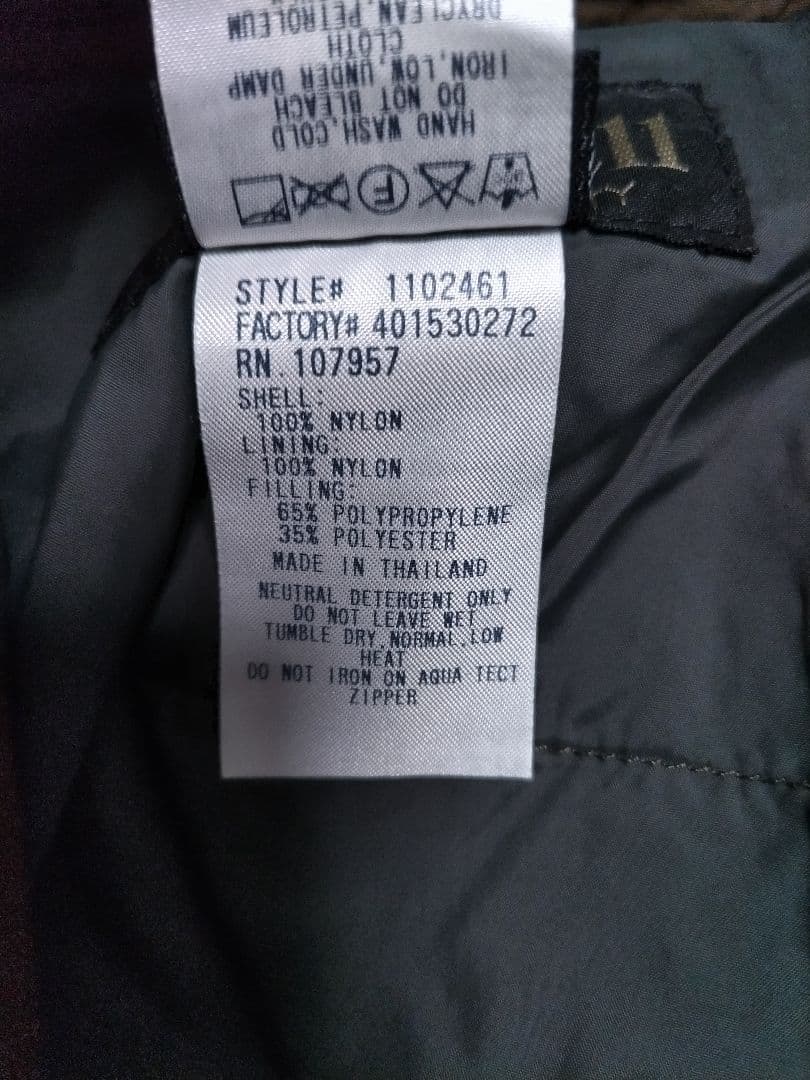 HAND WASH,COLD
DO NOT BLEACH
IRON,LOW,UNDER DAMP
CLOTH
DRYCLEAN,PETROLEUM
11
STYLE# 1102461
FACTORY# 401530272
RN. 107957
SHELL:
100% NYLON
LINING:
100% NYLON
FILLING:
65% POLYPROPYLENE
35% POLYESTER
MADE IN THAILAND
NEUTRAL DETERGENT ONLY
DO NOT LEAVE WET
TUMBLE DRY,NORMAL,LOW
HEAT
DO NOT IRON ON AQUA TECT
ZIPPER